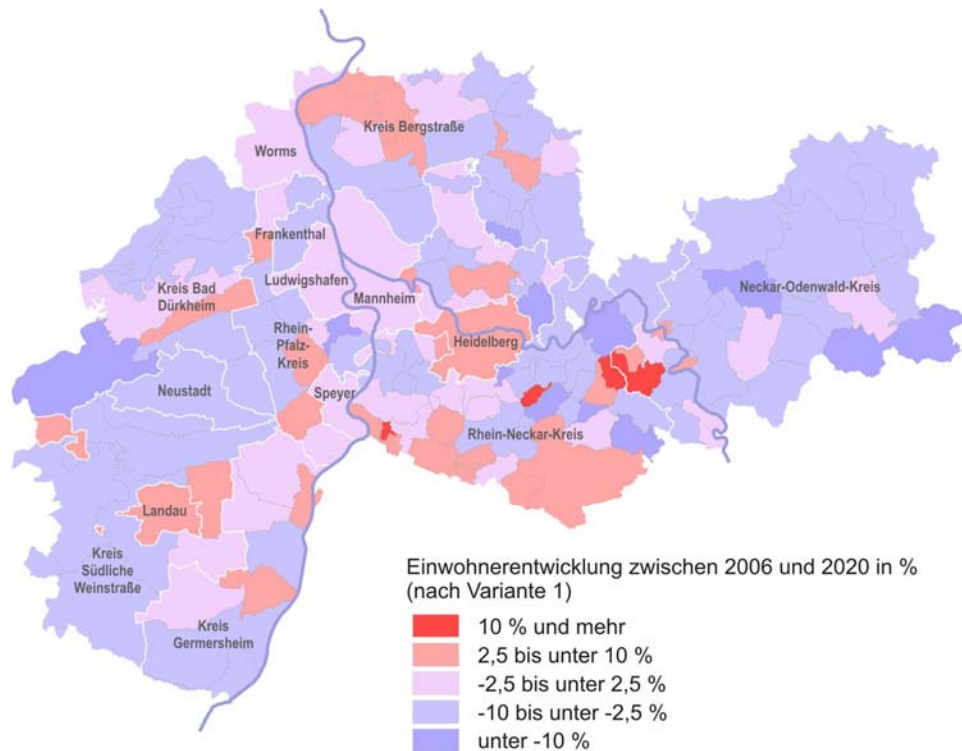 Kreis Bergstraße
Worms
Frankenthal
Ludwigshafen
Kreis Bad
Dürkheim
Mannheim
Neckar-Odenwald-Kreis
Rhein-
Pfalz-
Kreis
Heidelberg
Neustadt
Speyer
Rhein-Neckar-Kreis
Landau
Kreis
Südliche
Weinstraße
Kreis
Germersheim
Einwohnerentwicklung zwischen 2006 und 2020 in %
(nach Variante 1)
10 % und mehr
2,5 bis unter 10 %
-2,5 bis unter 2,5 %
-10 bis unter -2,5 %
unter -10 %